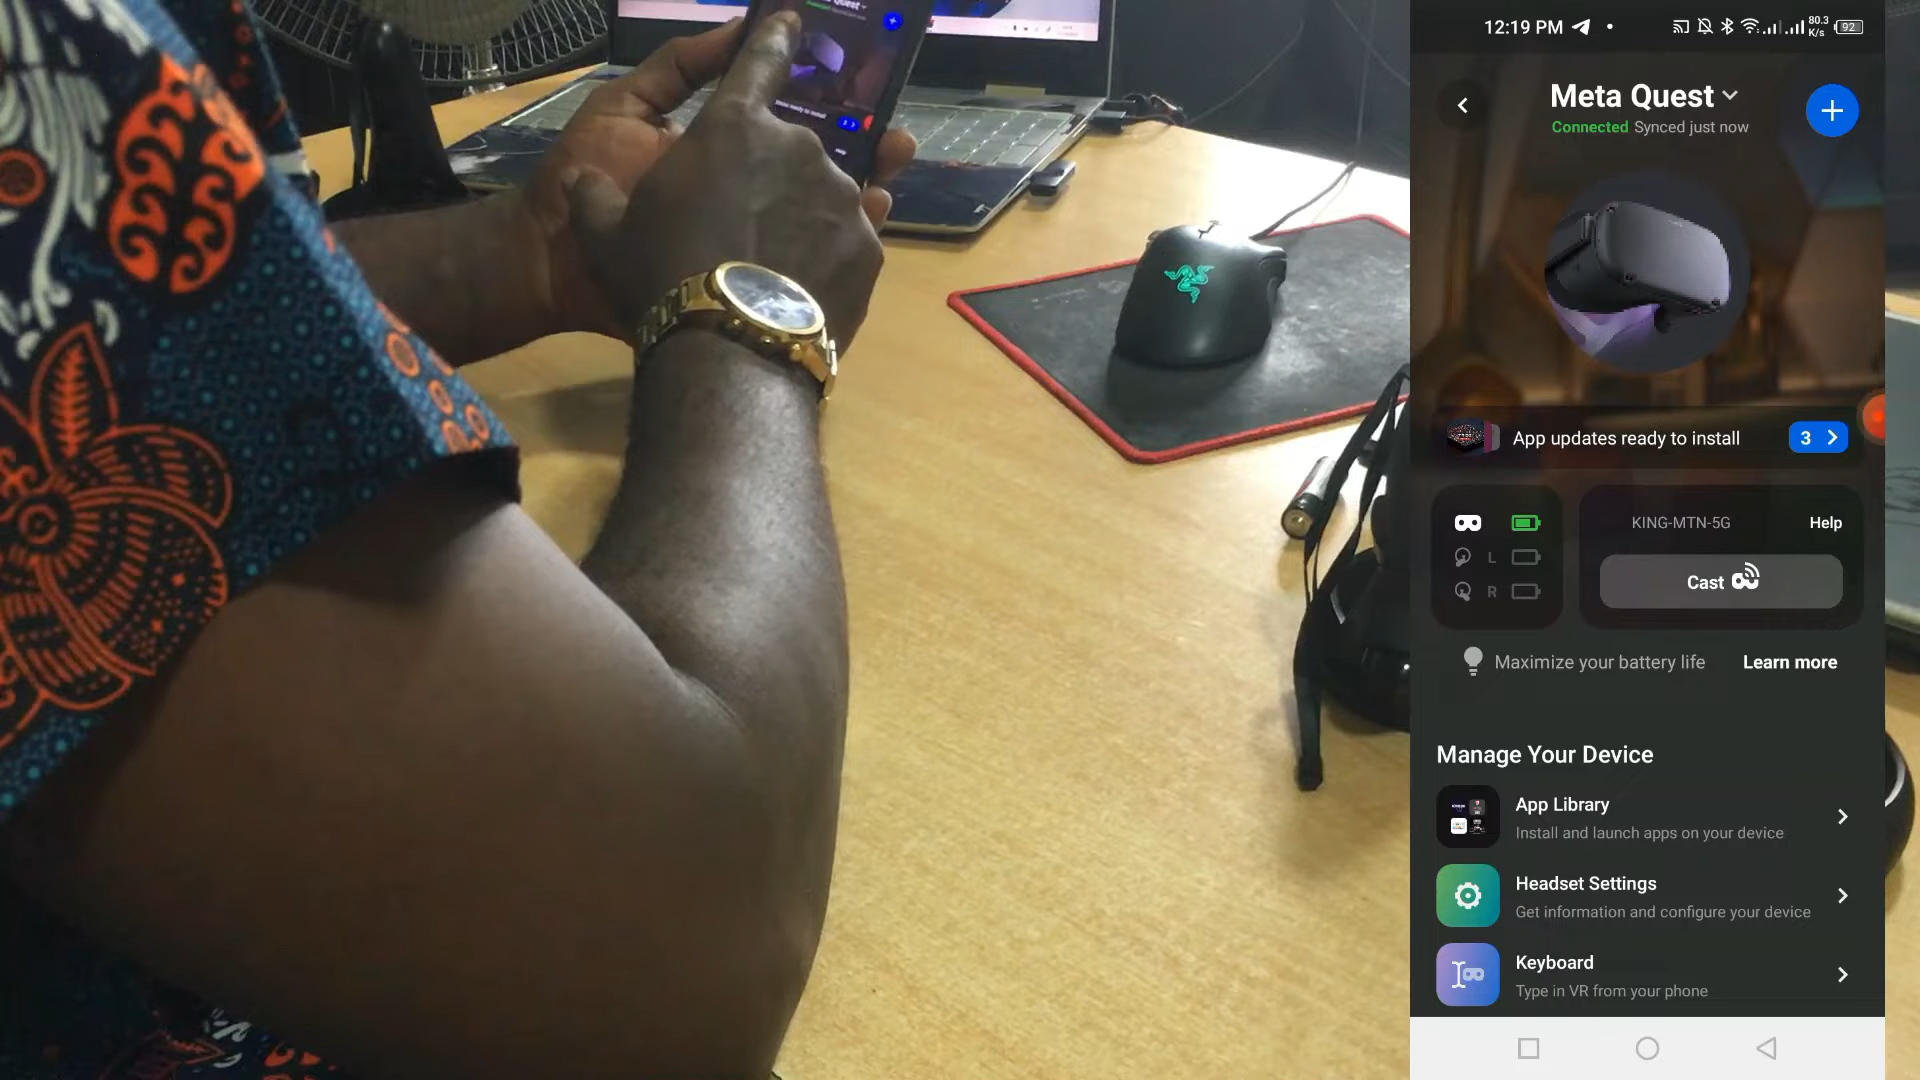 12:19 PM
80.3
K/s
92
Meta Quest
Connected Synced just now
App updates ready to install
3
KING-MTN-5G
Help
L
Cast
R
Maximize your battery life
Learn more
Manage Your Device
App Library
Install and launch apps on your device
Headset Settings
Get information and configure your device
Keyboard
Type in VR from your phone